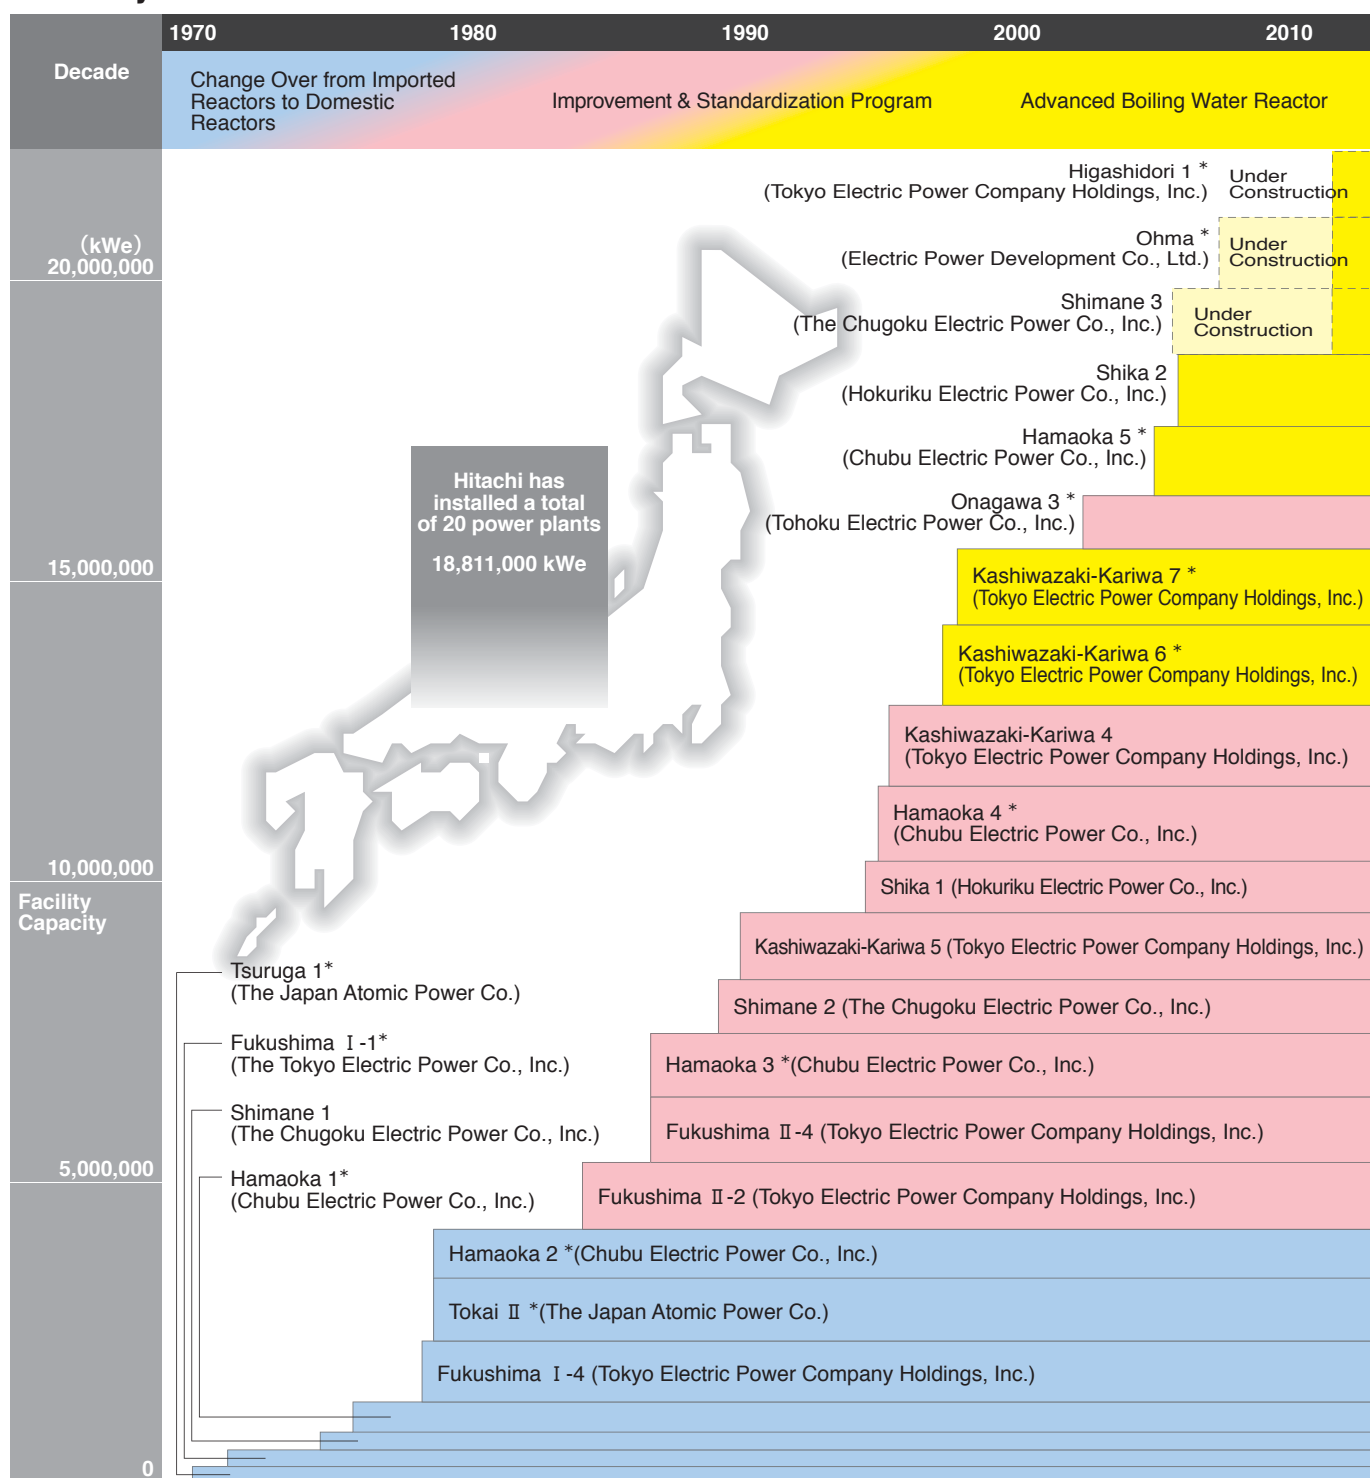 1970 1980 1990 2000 2010
Decade
Change Over from Imported
Reactors to Domestic
Reactors
Improvement & Standardization Program
Advanced Boiling Water Reactor
Higashidori 1 *
(Tokyo Electric Power Company Holdings, Inc.)
Under
Construction
(kWe)
20,000,000
Ohma *
(Electric Power Development Co., Ltd.)
Under
Construction
Shimane 3
(The Chugoku Electric Power Co., Inc.)
Under
Construction
Shika 2
(Hokuriku Electric Power Co., Inc.)
Hamaoka 5 *
(Chubu Electric Power Co., Inc.)
Hitachi has
installed a total
of 20 power plants
18,811,000 kWe
Onagawa 3 *
(Tohoku Electric Power Co., Inc.)
15,000,000
Kashiwazaki-Kariwa 7 *
(Tokyo Electric Power Company Holdings, Inc.)
Kashiwazaki-Kariwa 6 *
(Tokyo Electric Power Company Holdings, Inc.)
Kashiwazaki-Kariwa 4
(Tokyo Electric Power Company Holdings, Inc.)
Hamaoka 4 *
(Chubu Electric Power Co., Inc.)
10,000,000
Facility
Capacity
Shika 1 (Hokuriku Electric Power Co., Inc.)
Kashiwazaki-Kariwa 5 (Tokyo Electric Power Company Holdings, Inc.)
Tsuruga 1*
(The Japan Atomic Power Co.)
Shimane 2 (The Chugoku Electric Power Co., Inc.)
Fukushima Ⅰ-1*
(The Tokyo Electric Power Co., Inc.)
Hamaoka 3 *(Chubu Electric Power Co., Inc.)
Shimane 1
(The Chugoku Electric Power Co., Inc.)
Fukushima Ⅱ-4 (Tokyo Electric Power Company Holdings, Inc.)
5,000,000
Hamaoka 1*
(Chubu Electric Power Co., Inc.)
Fukushima Ⅱ-2 (Tokyo Electric Power Company Holdings, Inc.)
Hamaoka 2 *(Chubu Electric Power Co., Inc.)
Tokai Ⅱ *(The Japan Atomic Power Co.)
Fukushima Ⅰ-4 (Tokyo Electric Power Company Holdings, Inc.)
0